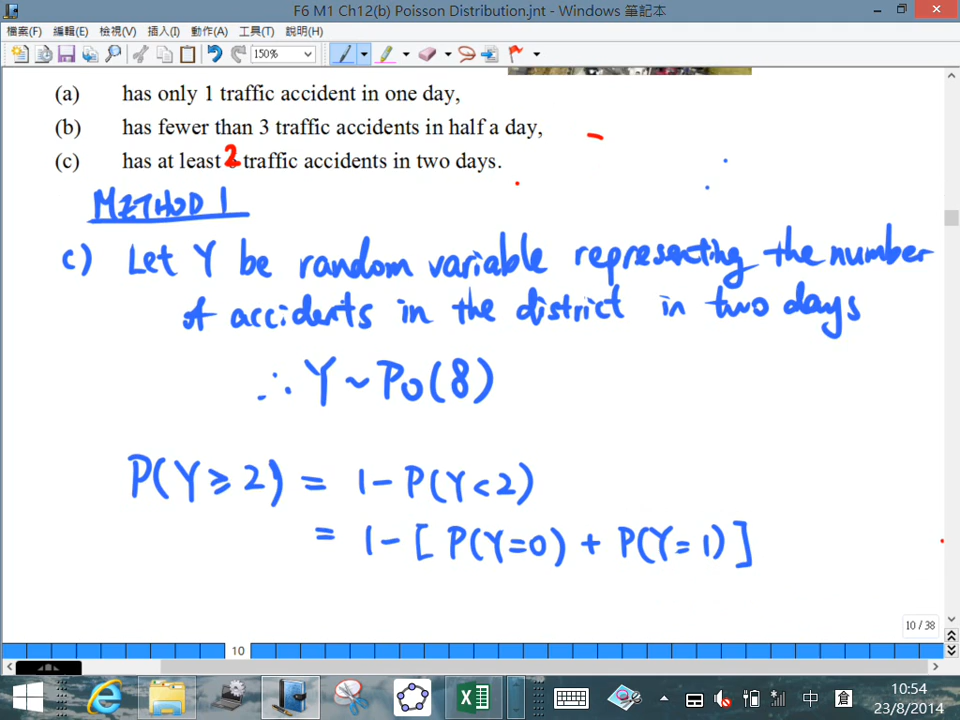 F6 M1 Ch12(b) Poisson Distribution.jnt - Windows 筆記本
檔案(F) 編輯(E) 檢視(V) 插入(I) 動作(A) 工具(T) 說明(H)
150%
(a) has only 1 traffic accident in one day,
(b) has fewer than 3 traffic accidents in half a day,
(c) has at least 2 traffic accidents in two days.
METHOD 1
c) Let Y be random variable representing the number
of accidents in the district in two days
∴ Y ~ Po(8)
P(Y ≥ 2) = 1 - P(Y < 2)
= 1 - [ P(Y=0) + P(Y=1) ]
10 / 38
10
中 倉
10:54
23/8/2014